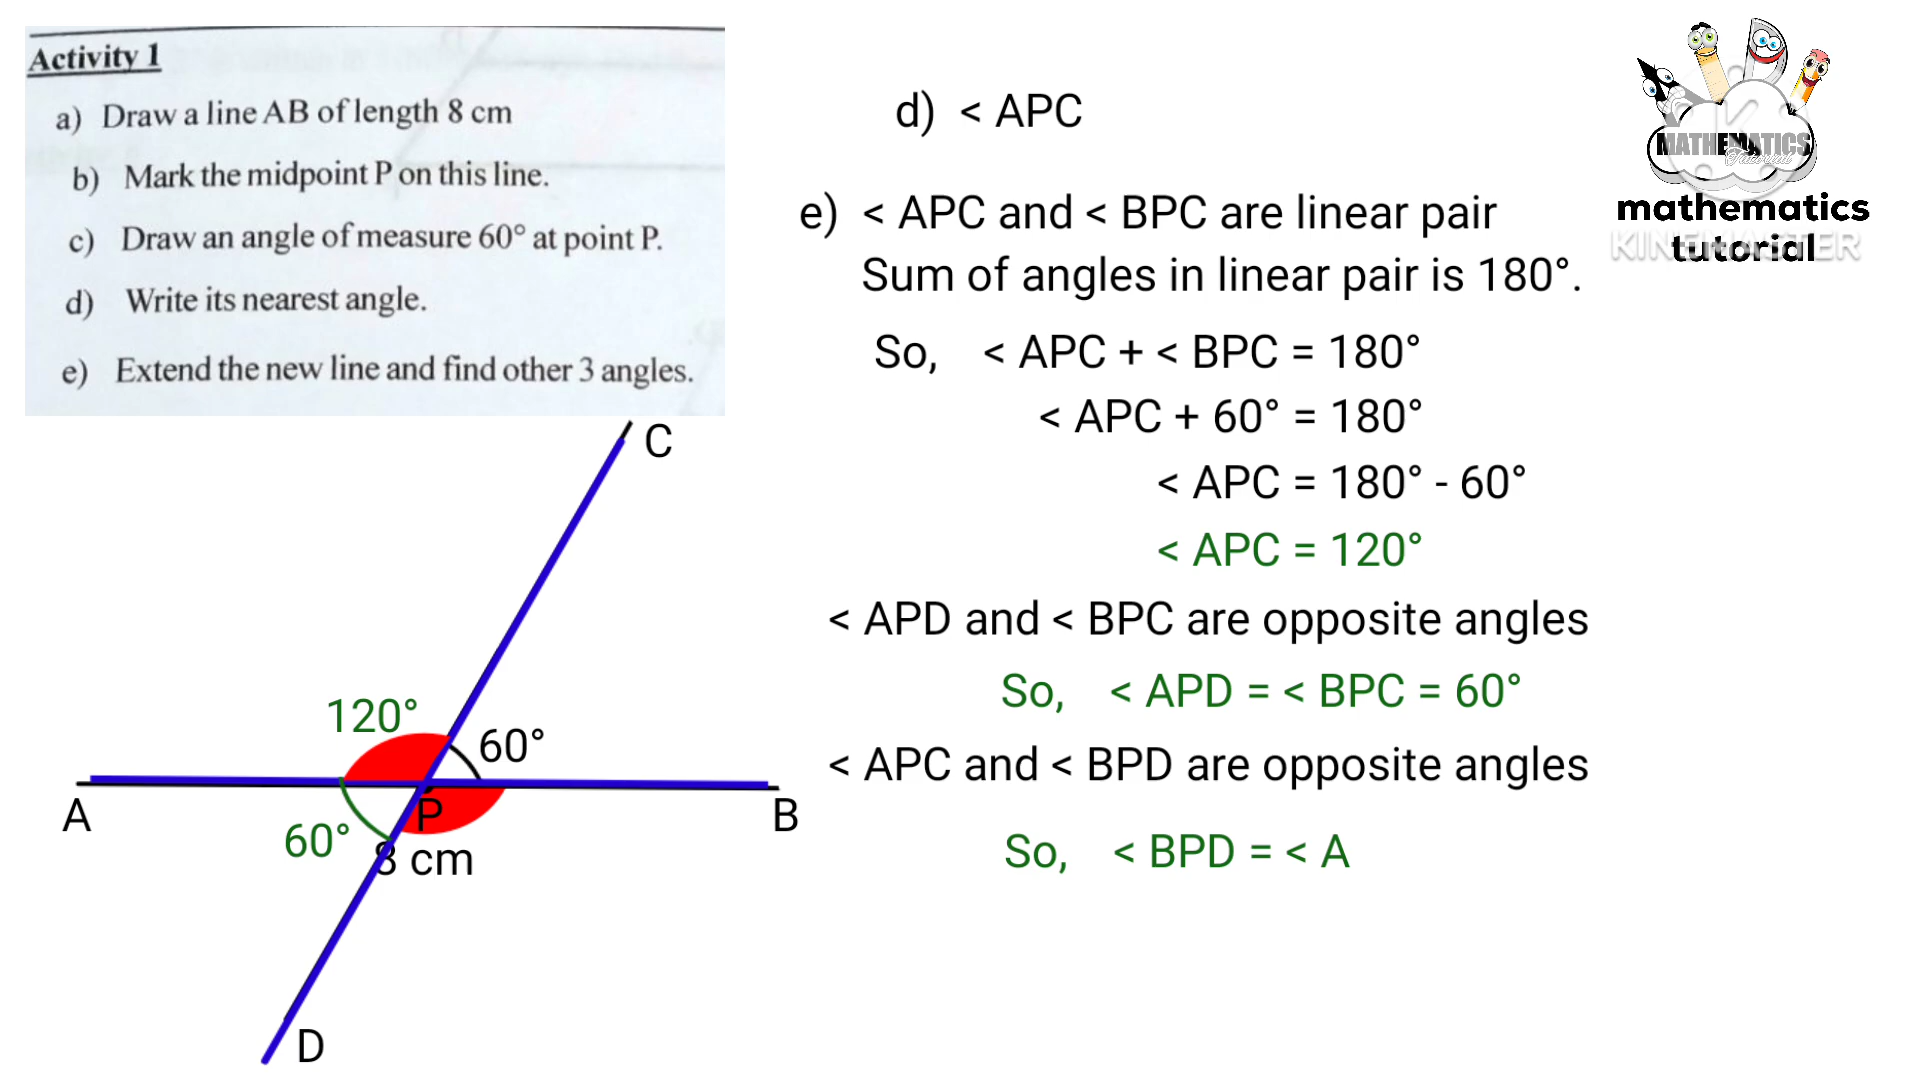 Activity 1
a) Draw a line AB of length 8 cm
b) Mark the midpoint P on this line.
c) Draw an angle of measure 60° at point P.
d) Write its nearest angle.
e) Extend the new line and find other 3 angles.
d) < APC
e) < APC and < BPC are linear pair
Sum of angles in linear pair is 180°.
So, < APC + < BPC = 180°
< APC + 60° = 180°
< APC = 180° - 60°
< APC = 120°
< APD and < BPC are opposite angles
So, < APD = < BPC = 60°
< APC and < BPD are opposite angles
So, < BPD = < A
C
120°
60°
A
P
B
60°
8 cm
D
MATHEMATICS
Tutorial
mathematics
tutorial
KINEMASTER